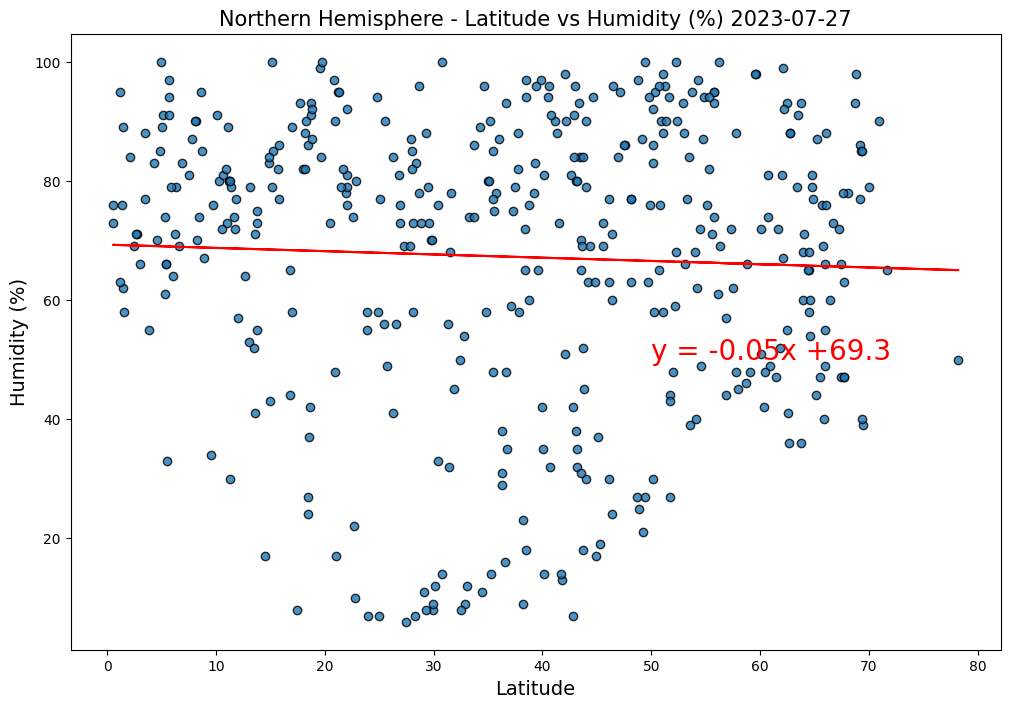 Northern Hemisphere - Latitude vs Humidity (%) 2023-07-27
Humidity (%)
100
80
60
40
20
y = -0.05x +69.3
0 10 20 30 40 50 60 70 80
Latitude